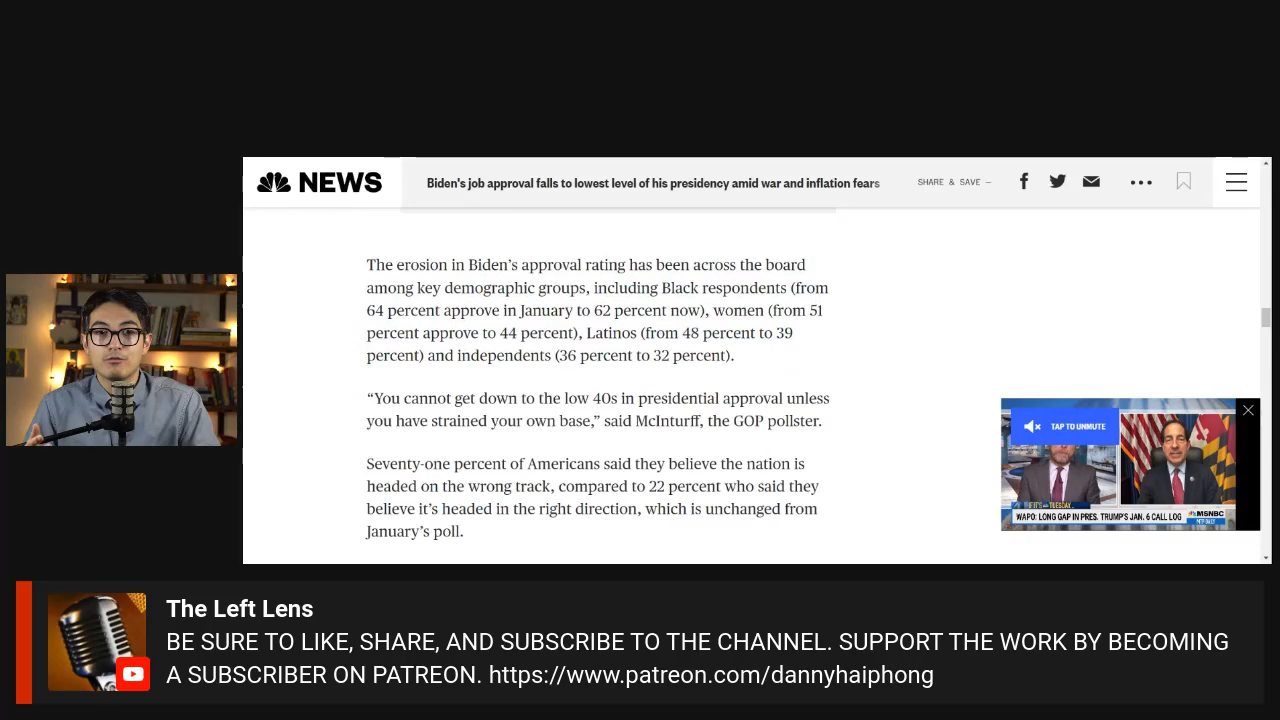 NEWS
Biden's job approval falls to lowest level of his presidency amid war and inflation fears
SHARE & SAVE —
The erosion in Biden’s approval rating has been across the board
among key demographic groups, including Black respondents (from
64 percent approve in January to 62 percent now), women (from 51
percent approve to 44 percent), Latinos (from 48 percent to 39
percent) and independents (36 percent to 32 percent).
“You cannot get down to the low 40s in presidential approval unless
you have strained your own base,” said McInturff, the GOP pollster.
Seventy-one percent of Americans said they believe the nation is
headed on the wrong track, compared to 22 percent who said they
believe it’s headed in the right direction, which is unchanged from
January’s poll.
TAP TO UNMUTE
IF IT'S TUESDAY...
WAPO: LONG GAP IN PRES. TRUMP'S JAN. 6 CALL LOG
MSNBC
MTP DAILY
The Left Lens
BE SURE TO LIKE, SHARE, AND SUBSCRIBE TO THE CHANNEL. SUPPORT THE WORK BY BECOMING
A SUBSCRIBER ON PATREON. https://www.patreon.com/dannyhaiphong